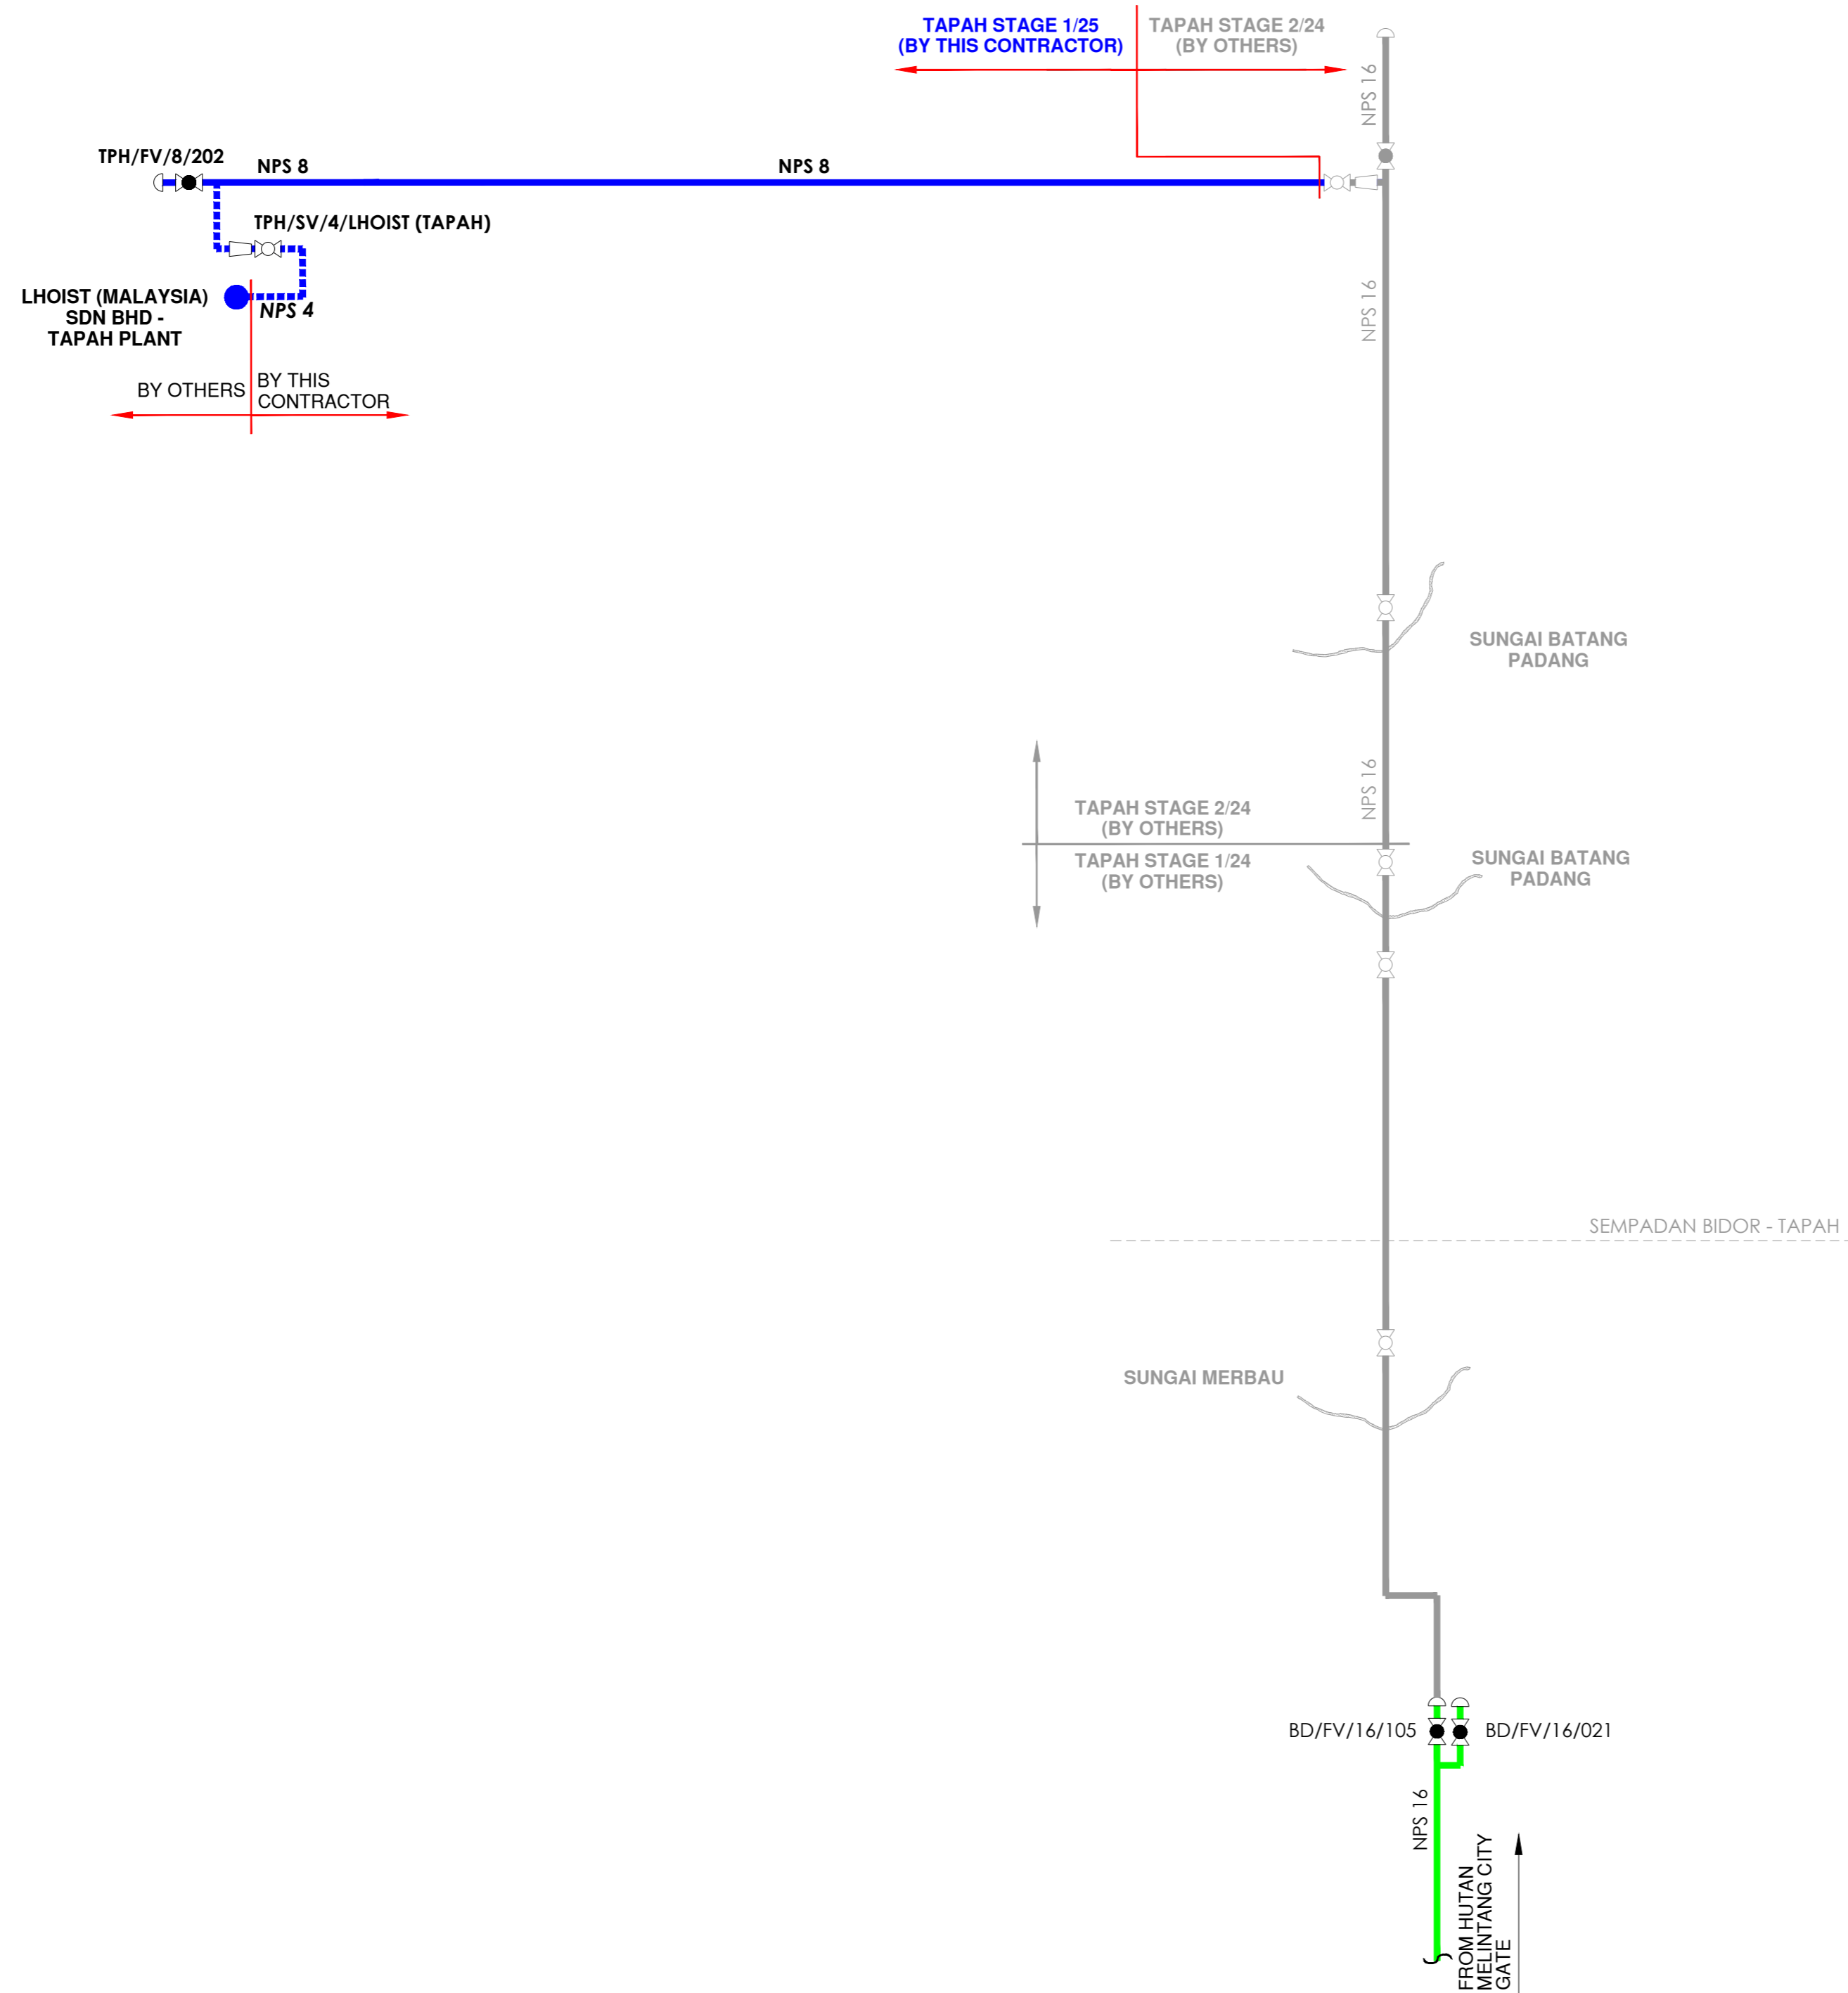 TAPAH STAGE 1/25
(BY THIS CONTRACTOR)
TAPAH STAGE 2/24
(BY OTHERS)
NPS 16
TPH/FV/8/202
NPS 8
NPS 8
TPH/SV/4/LHOIST (TAPAH)
LHOIST (MALAYSIA)
SDN BHD -
TAPAH PLANT
NPS 4
NPS 16
BY OTHERS
BY THIS
CONTRACTOR
SUNGAI BATANG
PADANG
NPS 16
TAPAH STAGE 2/24
(BY OTHERS)
TAPAH STAGE 1/24
(BY OTHERS)
SUNGAI BATANG
PADANG
SEMPADAN BIDOR - TAPAH
SUNGAI MERBAU
BD/FV/16/105
BD/FV/16/021
NPS 16
FROM HUTAN
MELINTANG CITY
GATE